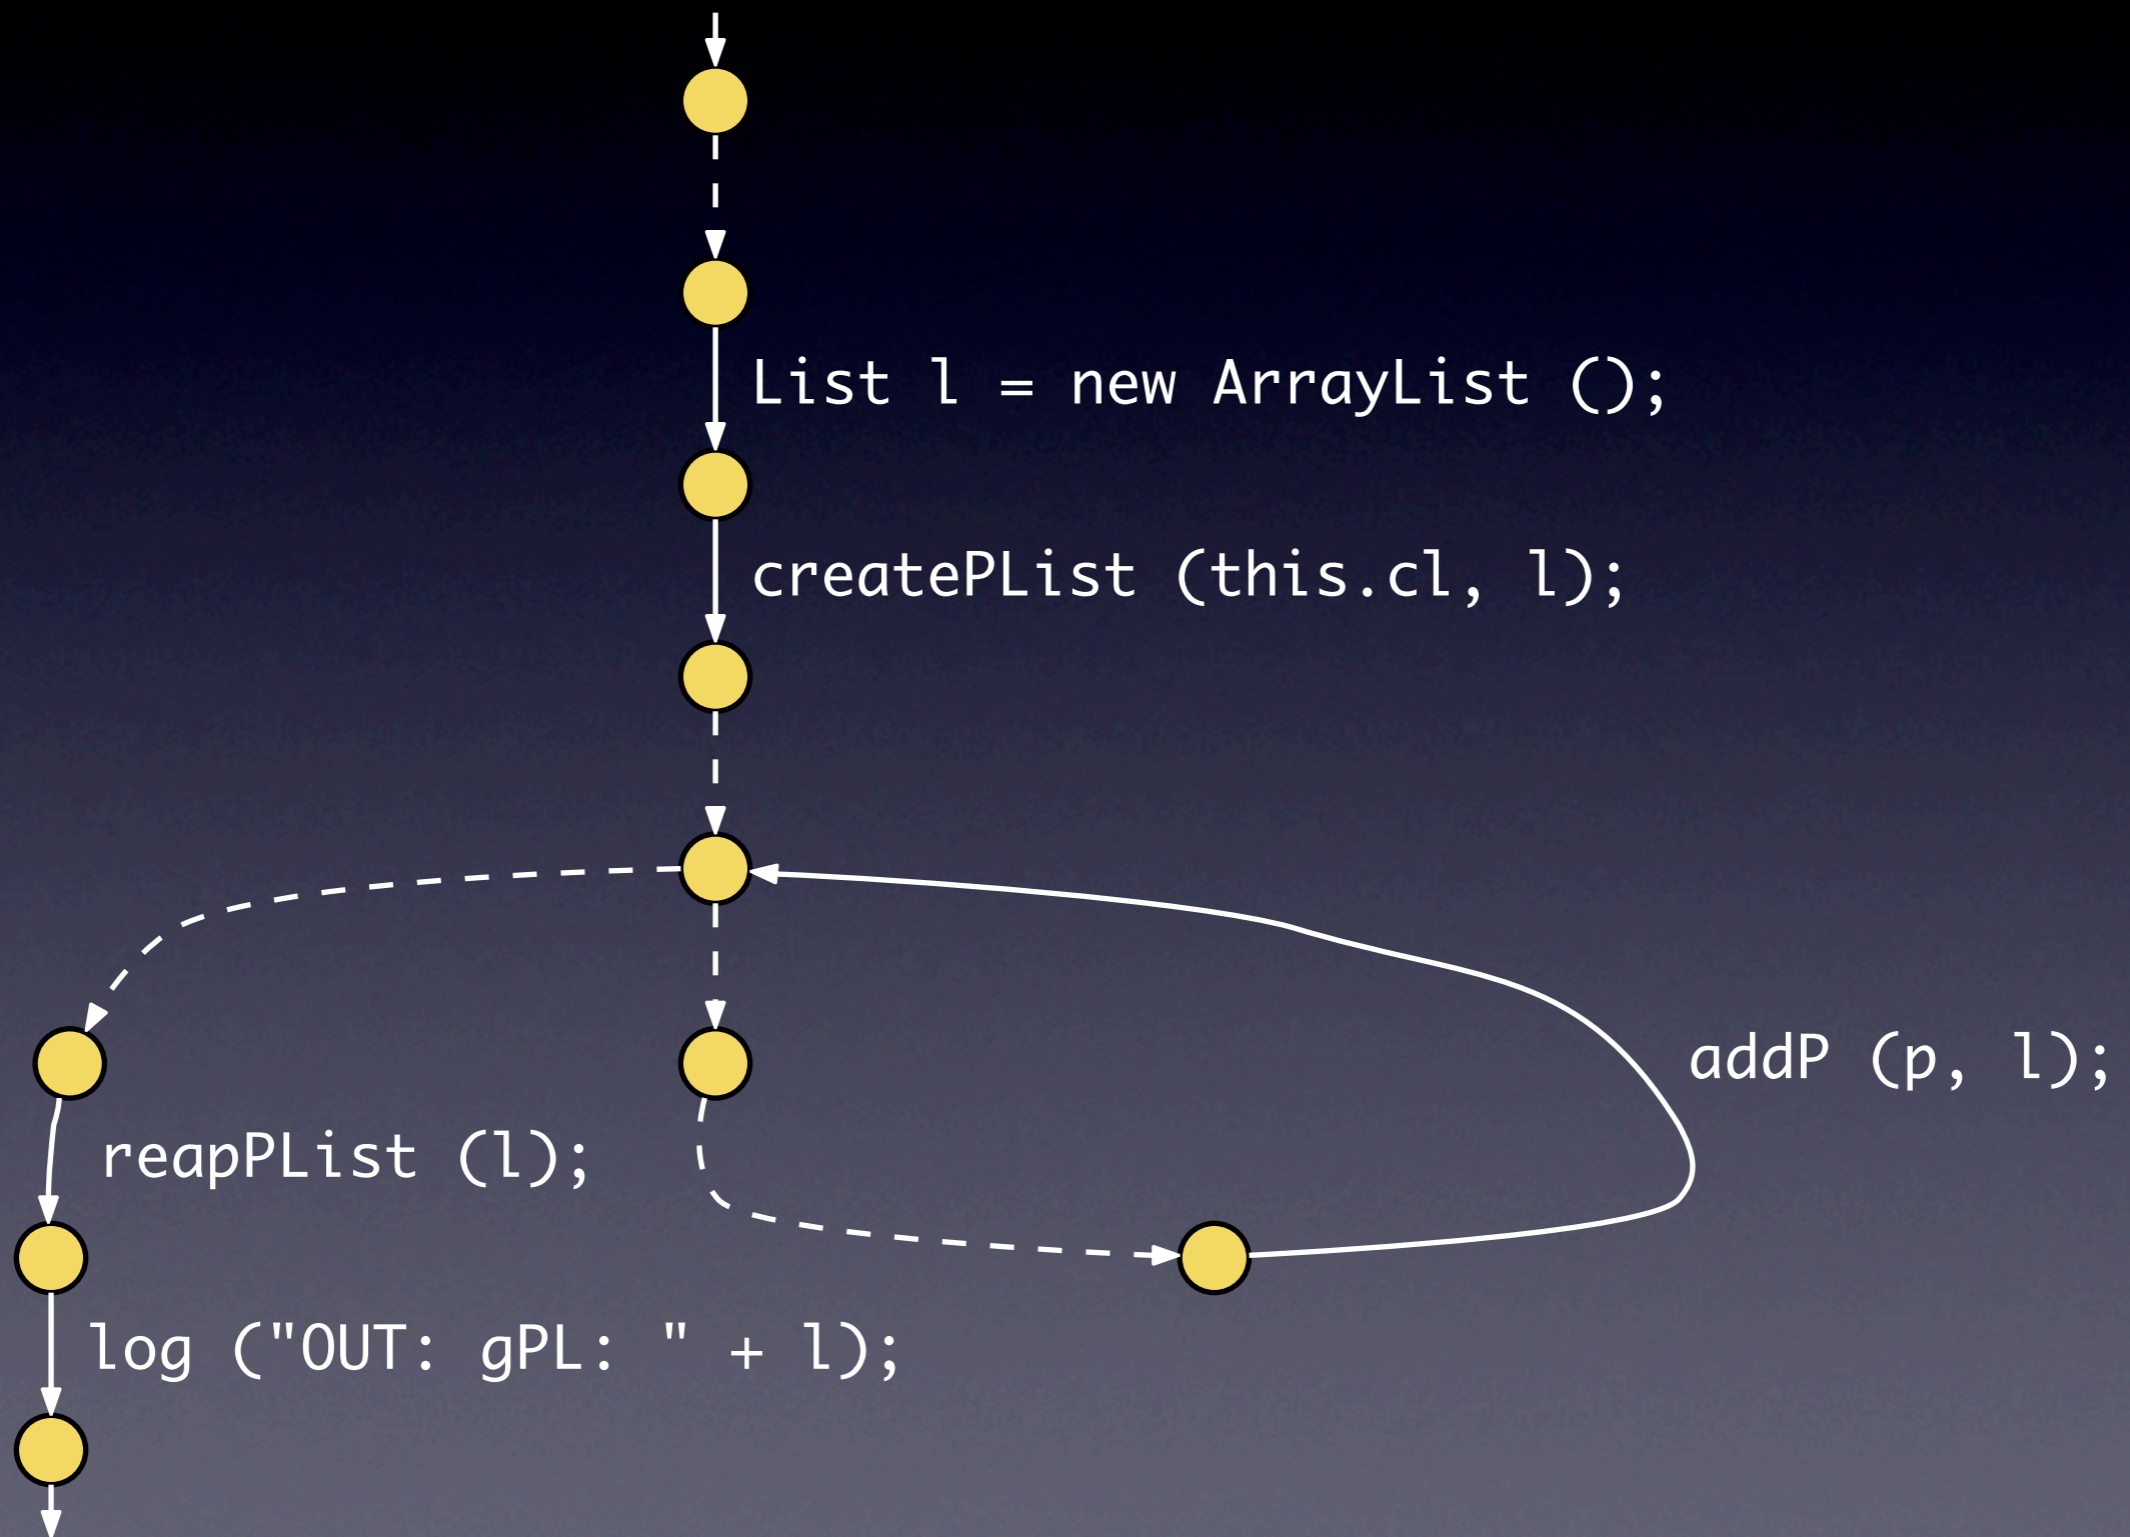 List l = new ArrayList ();
createPList (this.cl, l);
addP (p, l);
reapPList (l);
log ("OUT: gPL: " + l);